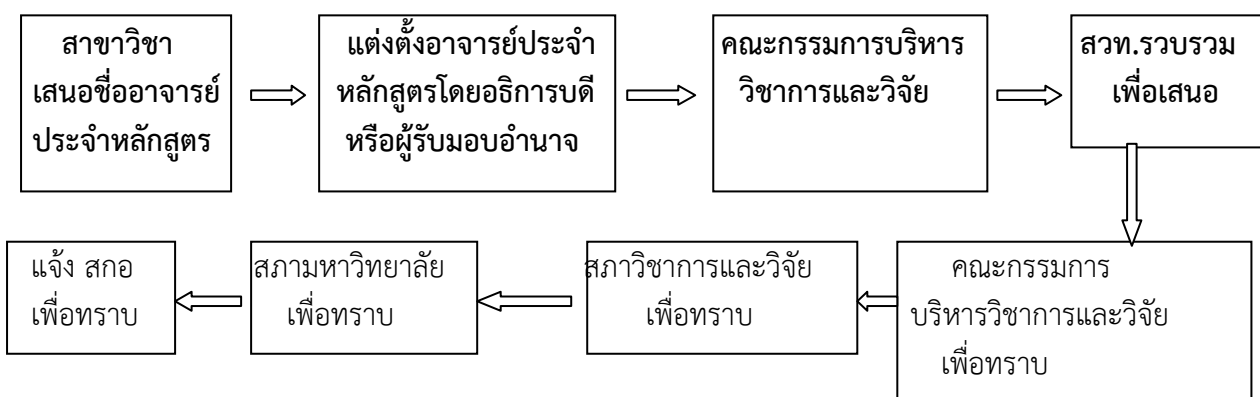 สาขาวิชา
เสนอชื่ออาจารย์
ประจำหลักสูตร
แต่งตั้งอาจารย์ประจำ
หลักสูตรโดยอธิการบดี
หรือผู้รับมอบอำนาจ
คณะกรรมการบริหาร
วิชาการและวิจัย
สวท.รวบรวม
เพื่อเสนอ
คณะกรรมการ
บริหารวิชาการและวิจัย
เพื่อทราบ
สภาวิชาการและวิจัย
เพื่อทราบ
สภามหาวิทยาลัย
เพื่อทราบ
แจ้ง สกอ
เพื่อทราบ